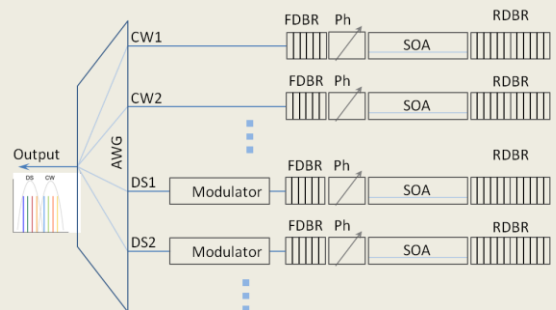 FDBR Ph RDBR
CW1 SOA
FDBR Ph RDBR
CW2 SOA
AWG
Output
DS CW
FDBR Ph RDBR
DS1 Modulator SOA
FDBR Ph RDBR
DS2 Modulator SOA